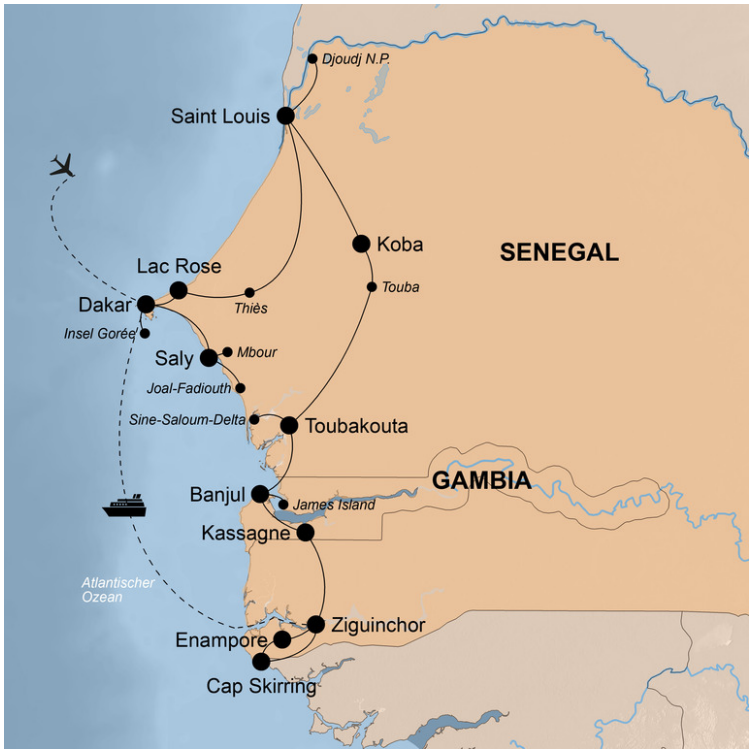 Djoudj N.P.
Saint Louis
Koba
SENEGAL
Lac Rose
Touba
Dakar
Thiès
Insel Gorée
Saly
Mbour
Joal-Fadiouth
Sine-Saloum-Delta
Toubakouta
GAMBIA
Banjul
James Island
Kassagne
Atlantischer
Ozean
Ziguinchor
Enampore
Cap Skirring